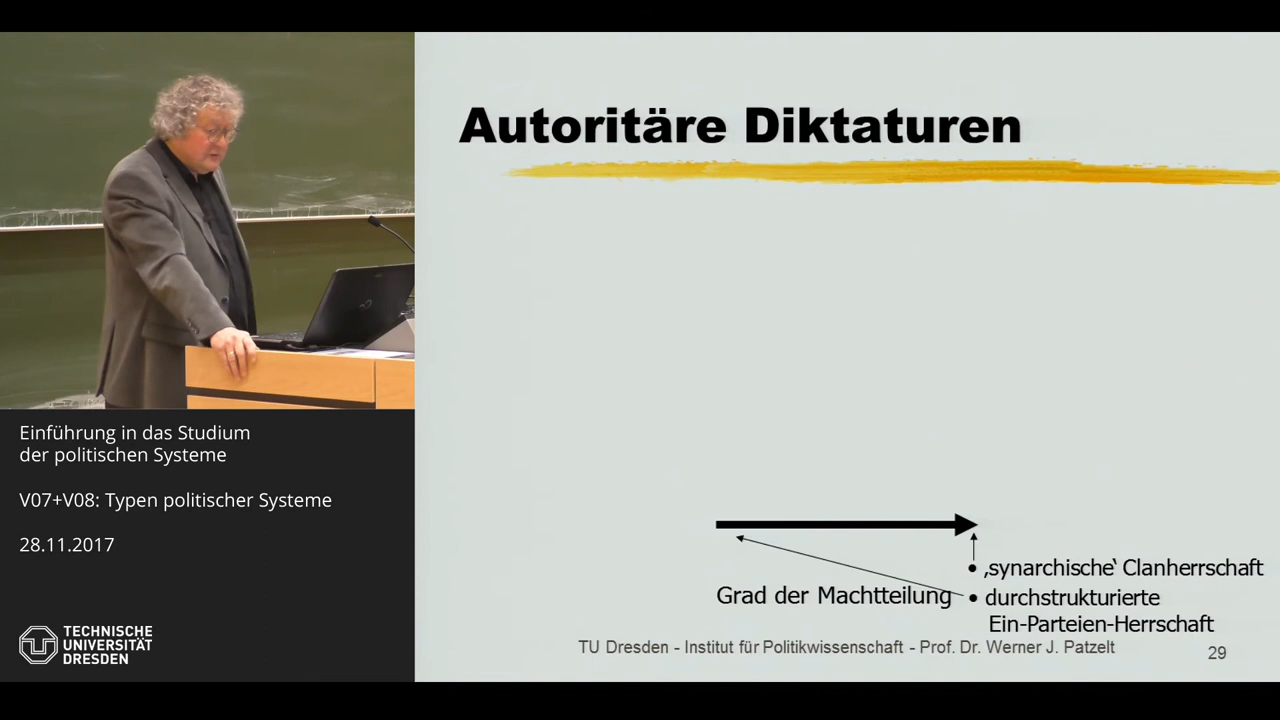 Autoritäre Diktaturen
Einführung in das Studium
der politischen Systeme
V07+V08: Typen politischer Systeme
28.11.2017
TECHNISCHE
UNIVERSITÄT
DRESDEN
Grad der Machtteilung
• ‚synarchische‘ Clanherrschaft
• durchstrukturierte
Ein-Parteien-Herrschaft
TU Dresden - Institut für Politikwissenschaft - Prof. Dr. Werner J. Patzelt
29